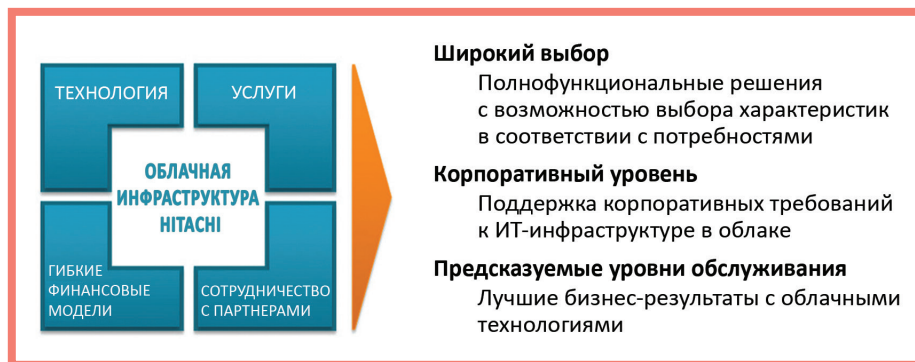 ТЕХНОЛОГИЯ
УСЛУГИ
ОБЛАЧНАЯ
ИНФРАСТРУКТУРА
HITACHI
ГИБКИЕ
ФИНАНСОВЫЕ
МОДЕЛИ
СОТРУДНИЧЕСТВО
С ПАРТНЕРАМИ
Широкий выбор
Полнофункциональные решения
с возможностью выбора характеристик
в соответствии с потребностями
Корпоративный уровень
Поддержка корпоративных требований
к ИТ-инфраструктуре в облаке
Предсказуемые уровни обслуживания
Лучшие бизнес-результаты с облачными
технологиями